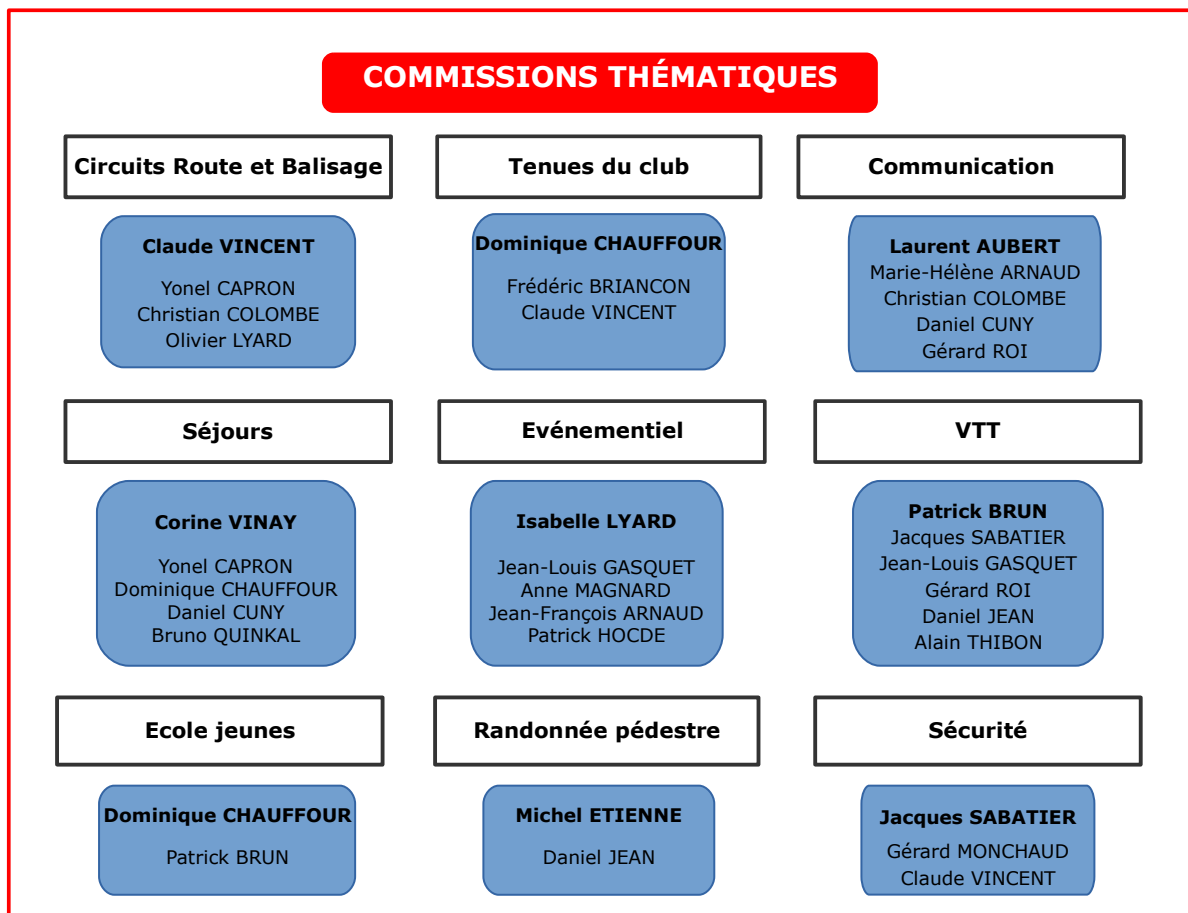 COMMISSIONS THÉMATIQUES
Circuits Route et Balisage
Claude VINCENT
Yonel CAPRON
Christian COLOMBE
Olivier LYARD
Tenues du club
Dominique CHAUFFOUR
Frédéric BRIANCON
Claude VINCENT
Communication
Laurent AUBERT
Marie-Hélène ARNAUD
Christian COLOMBE
Daniel CUNY
Gérard ROI
Séjours
Corine VINAY
Yonel CAPRON
Dominique CHAUFFOUR
Daniel CUNY
Bruno QUINKAL
Evénementiel
Isabelle LYARD
Jean-Louis GASQUET
Anne MAGNARD
Jean-François ARNAUD
Patrick HOCDE
VTT
Patrick BRUN
Jacques SABATIER
Jean-Louis GASQUET
Gérard ROI
Daniel JEAN
Alain THIBON
Ecole jeunes
Dominique CHAUFFOUR
Patrick BRUN
Randonnée pédestre
Michel ETIENNE
Daniel JEAN
Sécurité
Jacques SABATIER
Gérard MONCHAUD
Claude VINCENT